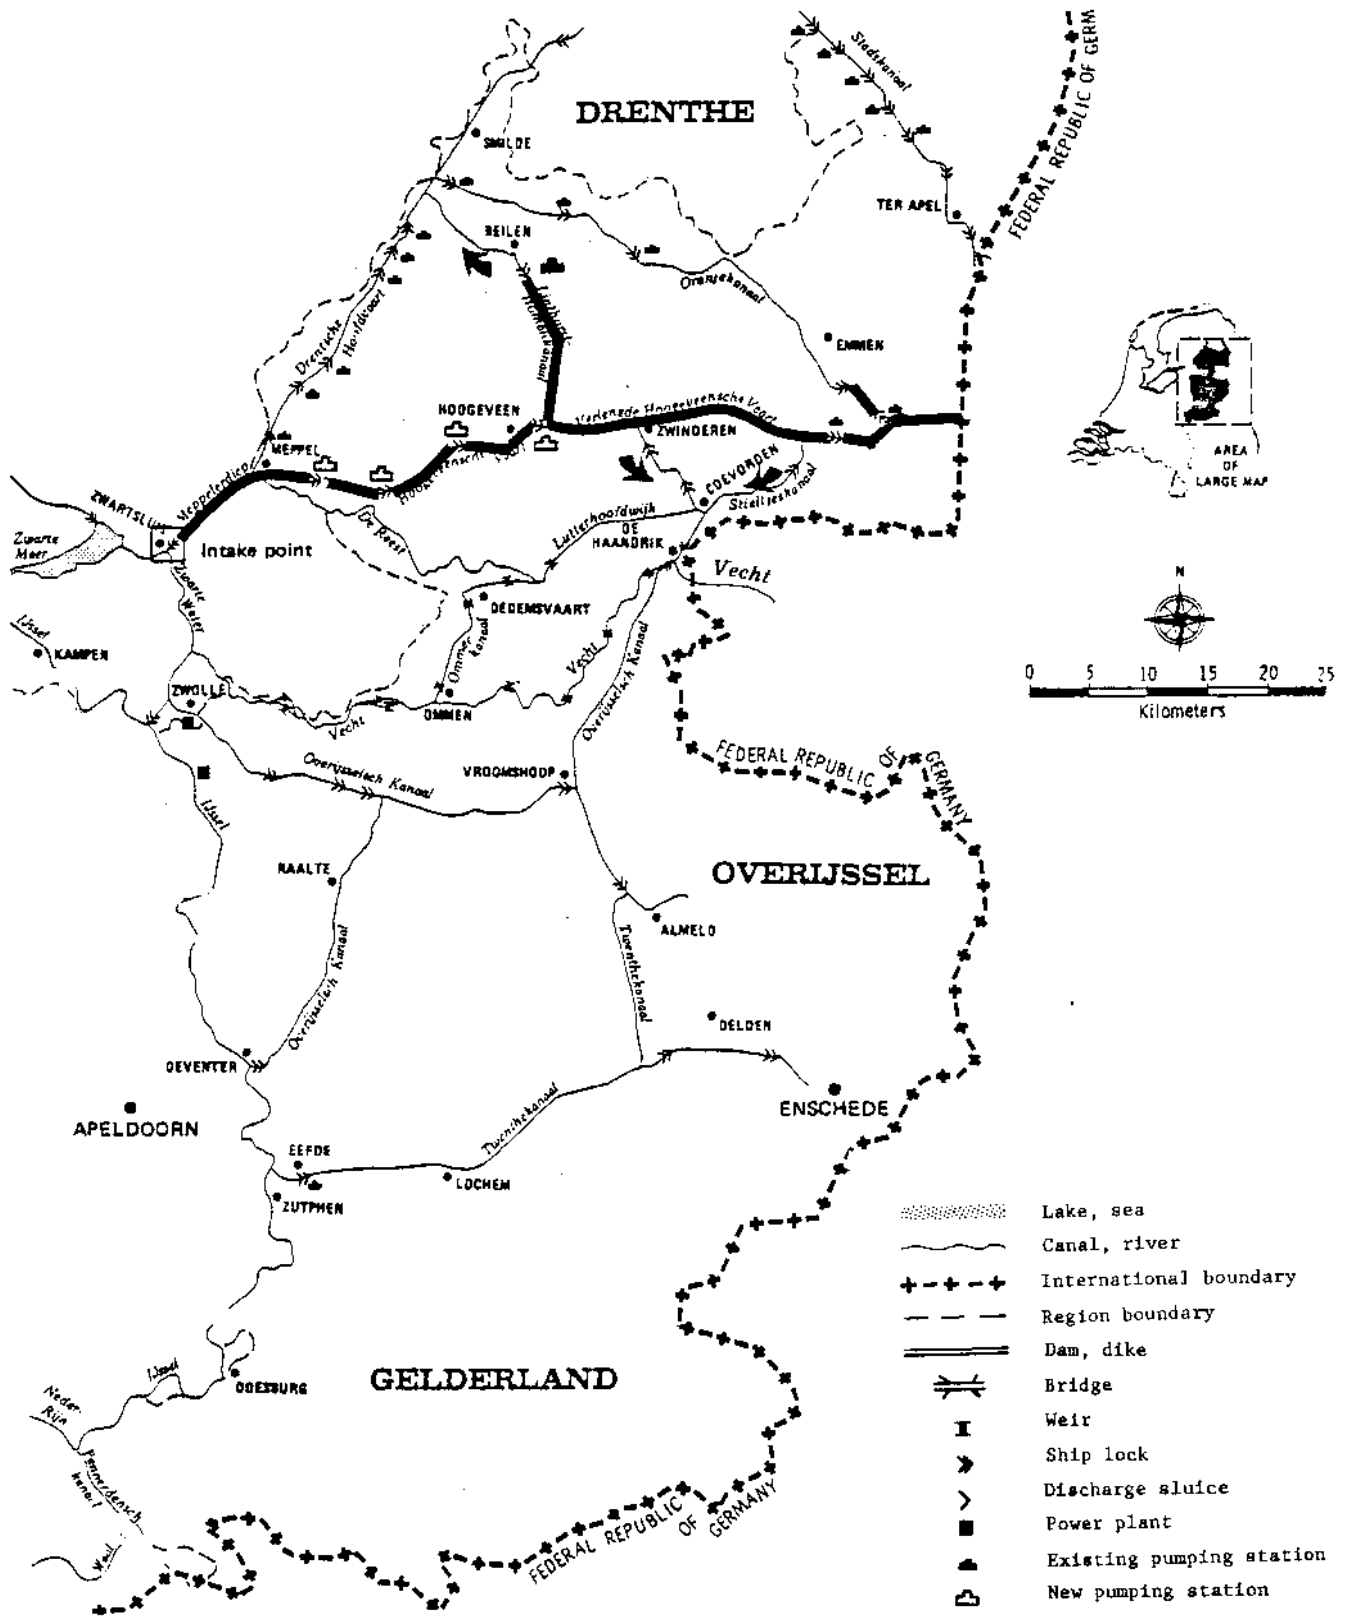 DRENTHE
Stadskanaal
FEDERAL REPUBLIC OF GERM
SMILDE
TER APEL
BEILEN
Oranjekanaal
Drentsche
Hoofdvaart
Linthorst
Homankanaal
EMMEN
HOOGEVEEN
Verlengde Hoogeveensche Vaart
ZWINDEREN
MEPPEL
Meppelerdiep
Hoogeveensche
Vaart
COEVORDEN
Stieltjeskanaal
AREA
OF
LARGE MAP
ZWARTSLUI
Zwarte
Meer
Intake point
De Reest
Lutterhoofdwijk
DE
HAANDRIK
Vecht
Zwarte
Water
DEDEMSVAART
Ommer
kanaal
Vecht
Overijsselsch Kanaal
N
IJssel
KAMPEN
ZWOLLE
OMMEN
Vecht
0 5 10 15 20 25
Kilometers
FEDERAL REPUBLIC OF GERMANY
Overijsselsch Kanaal
VROOMSHOOP
IJssel
RAALTE
OVERIJSSEL
ALMELO
Twenthekanaal
Overijsselsch Kanaal
DELDEN
DEVENTER
ENSCHEDE
APELDOORN
Twenthekanaal
EEFDE
LOCHEM
ZUTPHEN
IJssel
DOESBURG
GELDERLAND
Neder-
Rijn
Pannerdensch
kanaal
Waal
FEDERAL REPUBLIC
OF
GERMANY
Lake, sea
Canal, river
International boundary
Region boundary
Dam, dike
Bridge
Weir
Ship lock
Discharge sluice
Power plant
Existing pumping station
New pumping station